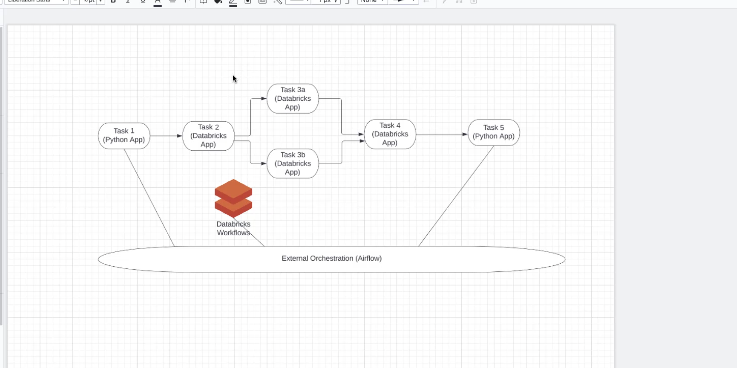 Task 1
(Python App)
Task 2
(Databricks
App)
Task 3a
(Databricks
App)
Task 3b
(Databricks
App)
Task 4
(Databricks
App)
Task 5
(Python App)
Databricks
Workflows
External Orchestration (Airflow)